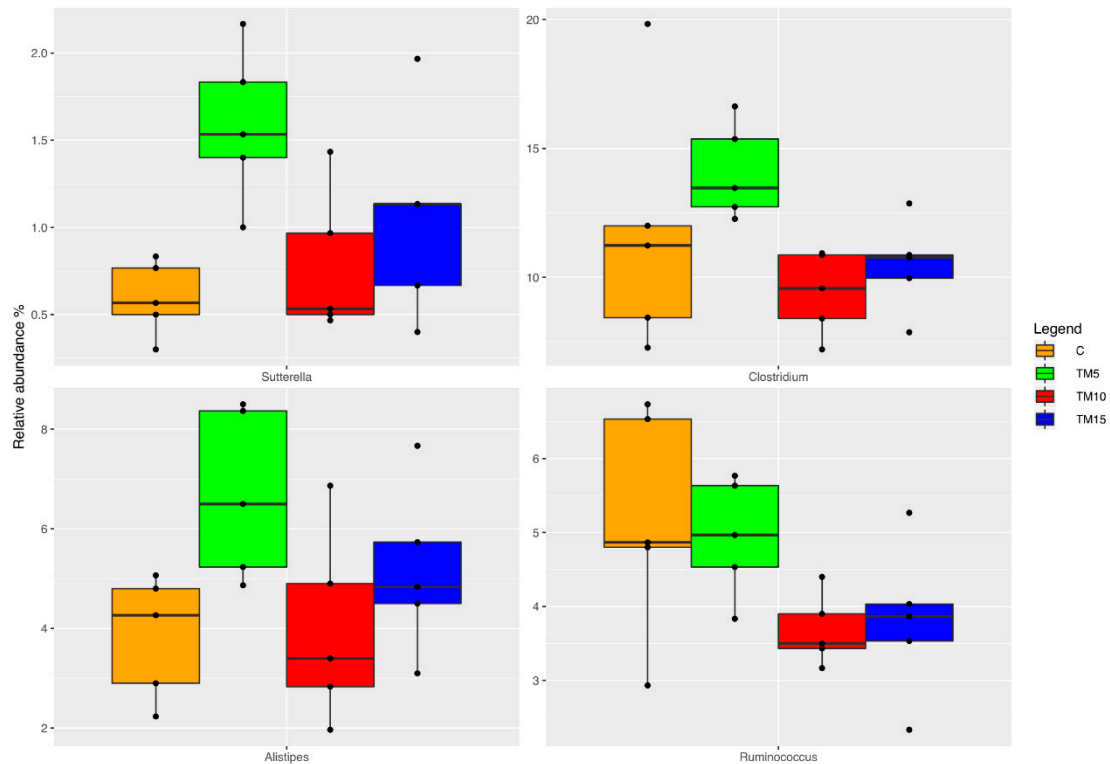 Relative abundance %
2.0
1.5
1.0
0.5
Sutterella
20
15
10
Clostridium
8
6
4
2
Alistipes
6
5
4
3
Ruminococcus
Legend
C
TM5
TM10
TM15